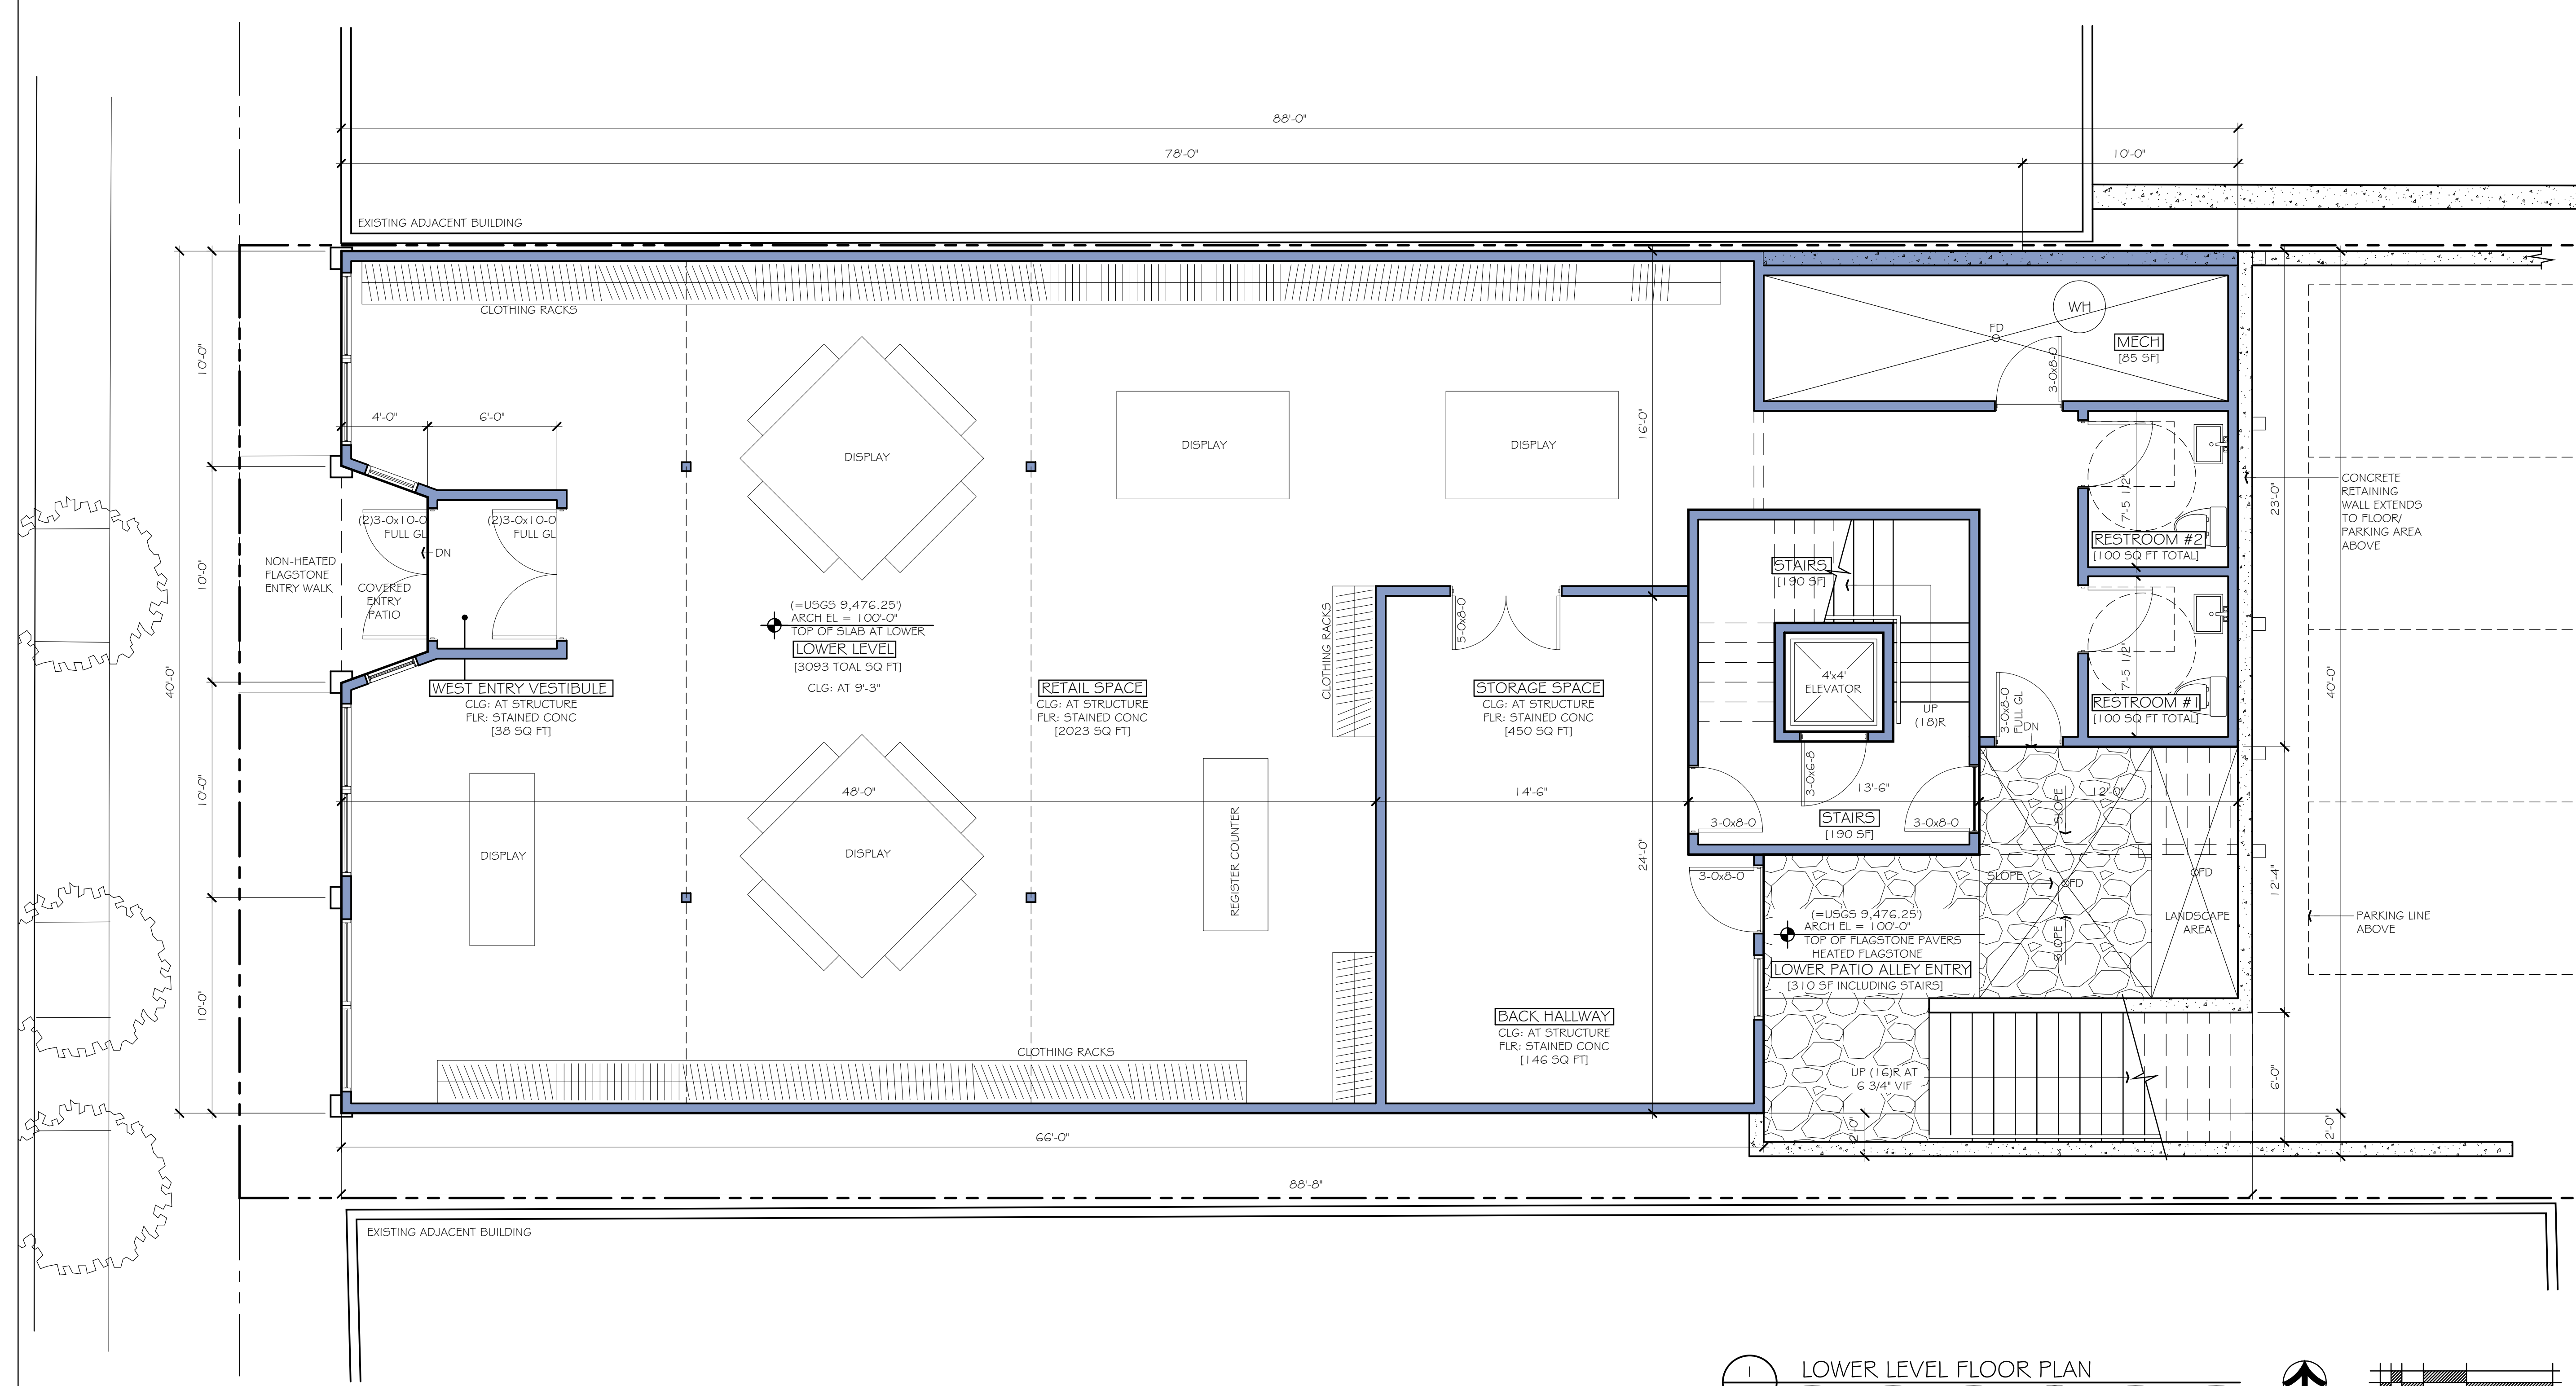 88'-0"
78'-0"
10'-0"
EXISTING ADJACENT BUILDING
CLOTHING RACKS
WH
FD
MECH
[85 SF]
3-0x8-0
10'-0"
4'-0"
6'-0"
DISPLAY
DISPLAY
DISPLAY
16'-0"
CONCRETE
RETAINING
WALL EXTENDS
TO FLOOR/
PARKING AREA
ABOVE
23'-0"
7'-5 1/2"
RESTROOM #2
[100 SQ FT TOTAL]
(2)3-0x10-0
FULL GL
(2)3-0x10-0
FULL GL
DN
NON-HEATED
FLAGSTONE
ENTRY WALK
COVERED
ENTRY
PATIO
10'-0"
STAIRS
[190 SF]
(=USGS 9,476.25')
ARCH EL = 100'-0"
TOP OF SLAB AT LOWER
LOWER LEVEL
[3093 TOAL SQ FT]
CLG: AT 9'-3"
5-0x8-0
CLOTHING RACKS
40'-0"
WEST ENTRY VESTIBULE
CLG: AT STRUCTURE
FLR: STAINED CONC
[38 SQ FT]
RETAIL SPACE
CLG: AT STRUCTURE
FLR: STAINED CONC
[2023 SQ FT]
STORAGE SPACE
CLG: AT STRUCTURE
FLR: STAINED CONC
[450 SQ FT]
4'x4'
ELEVATOR
UP
(18)R
7'-5 1/2"
RESTROOM #1
[100 SQ FT TOTAL]
3-0x8-0
FULL GL
DN
40'-0"
10'-0"
48'-0"
14'-6"
3-0x6-8
13'-6"
12'-0"
SLOPE
3-0x8-0
STAIRS
[190 SF]
3-0x8-0
DISPLAY
DISPLAY
REGISTER COUNTER
24'-0"
3-0x8-0
SLOPE
FD
FD
12'-4"
SLOPE
LANDSCAPE
AREA
PARKING LINE
ABOVE
(=USGS 9,476.25')
ARCH EL = 100'-0"
TOP OF FLAGSTONE PAVERS
HEATED FLAGSTONE
LOWER PATIO ALLEY ENTRY
[310 SF INCLUDING STAIRS]
10'-0"
BACK HALLWAY
CLG: AT STRUCTURE
FLR: STAINED CONC
[146 SQ FT]
CLOTHING RACKS
UP (16)R AT
6 3/4" VIF
6'-0"
2'-0"
2'-0"
66'-0"
88'-8"
EXISTING ADJACENT BUILDING
1
LOWER LEVEL FLOOR PLAN